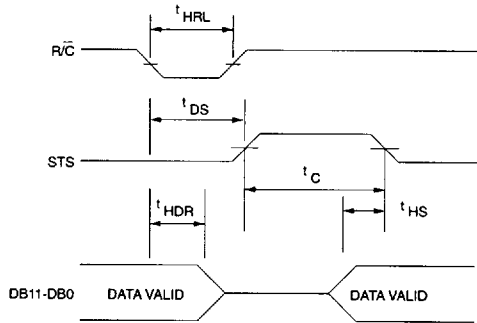 t HRL
R/C̅
t DS
STS
t C
t HDR
t HS
DB11-DB0
DATA VALID
DATA VALID